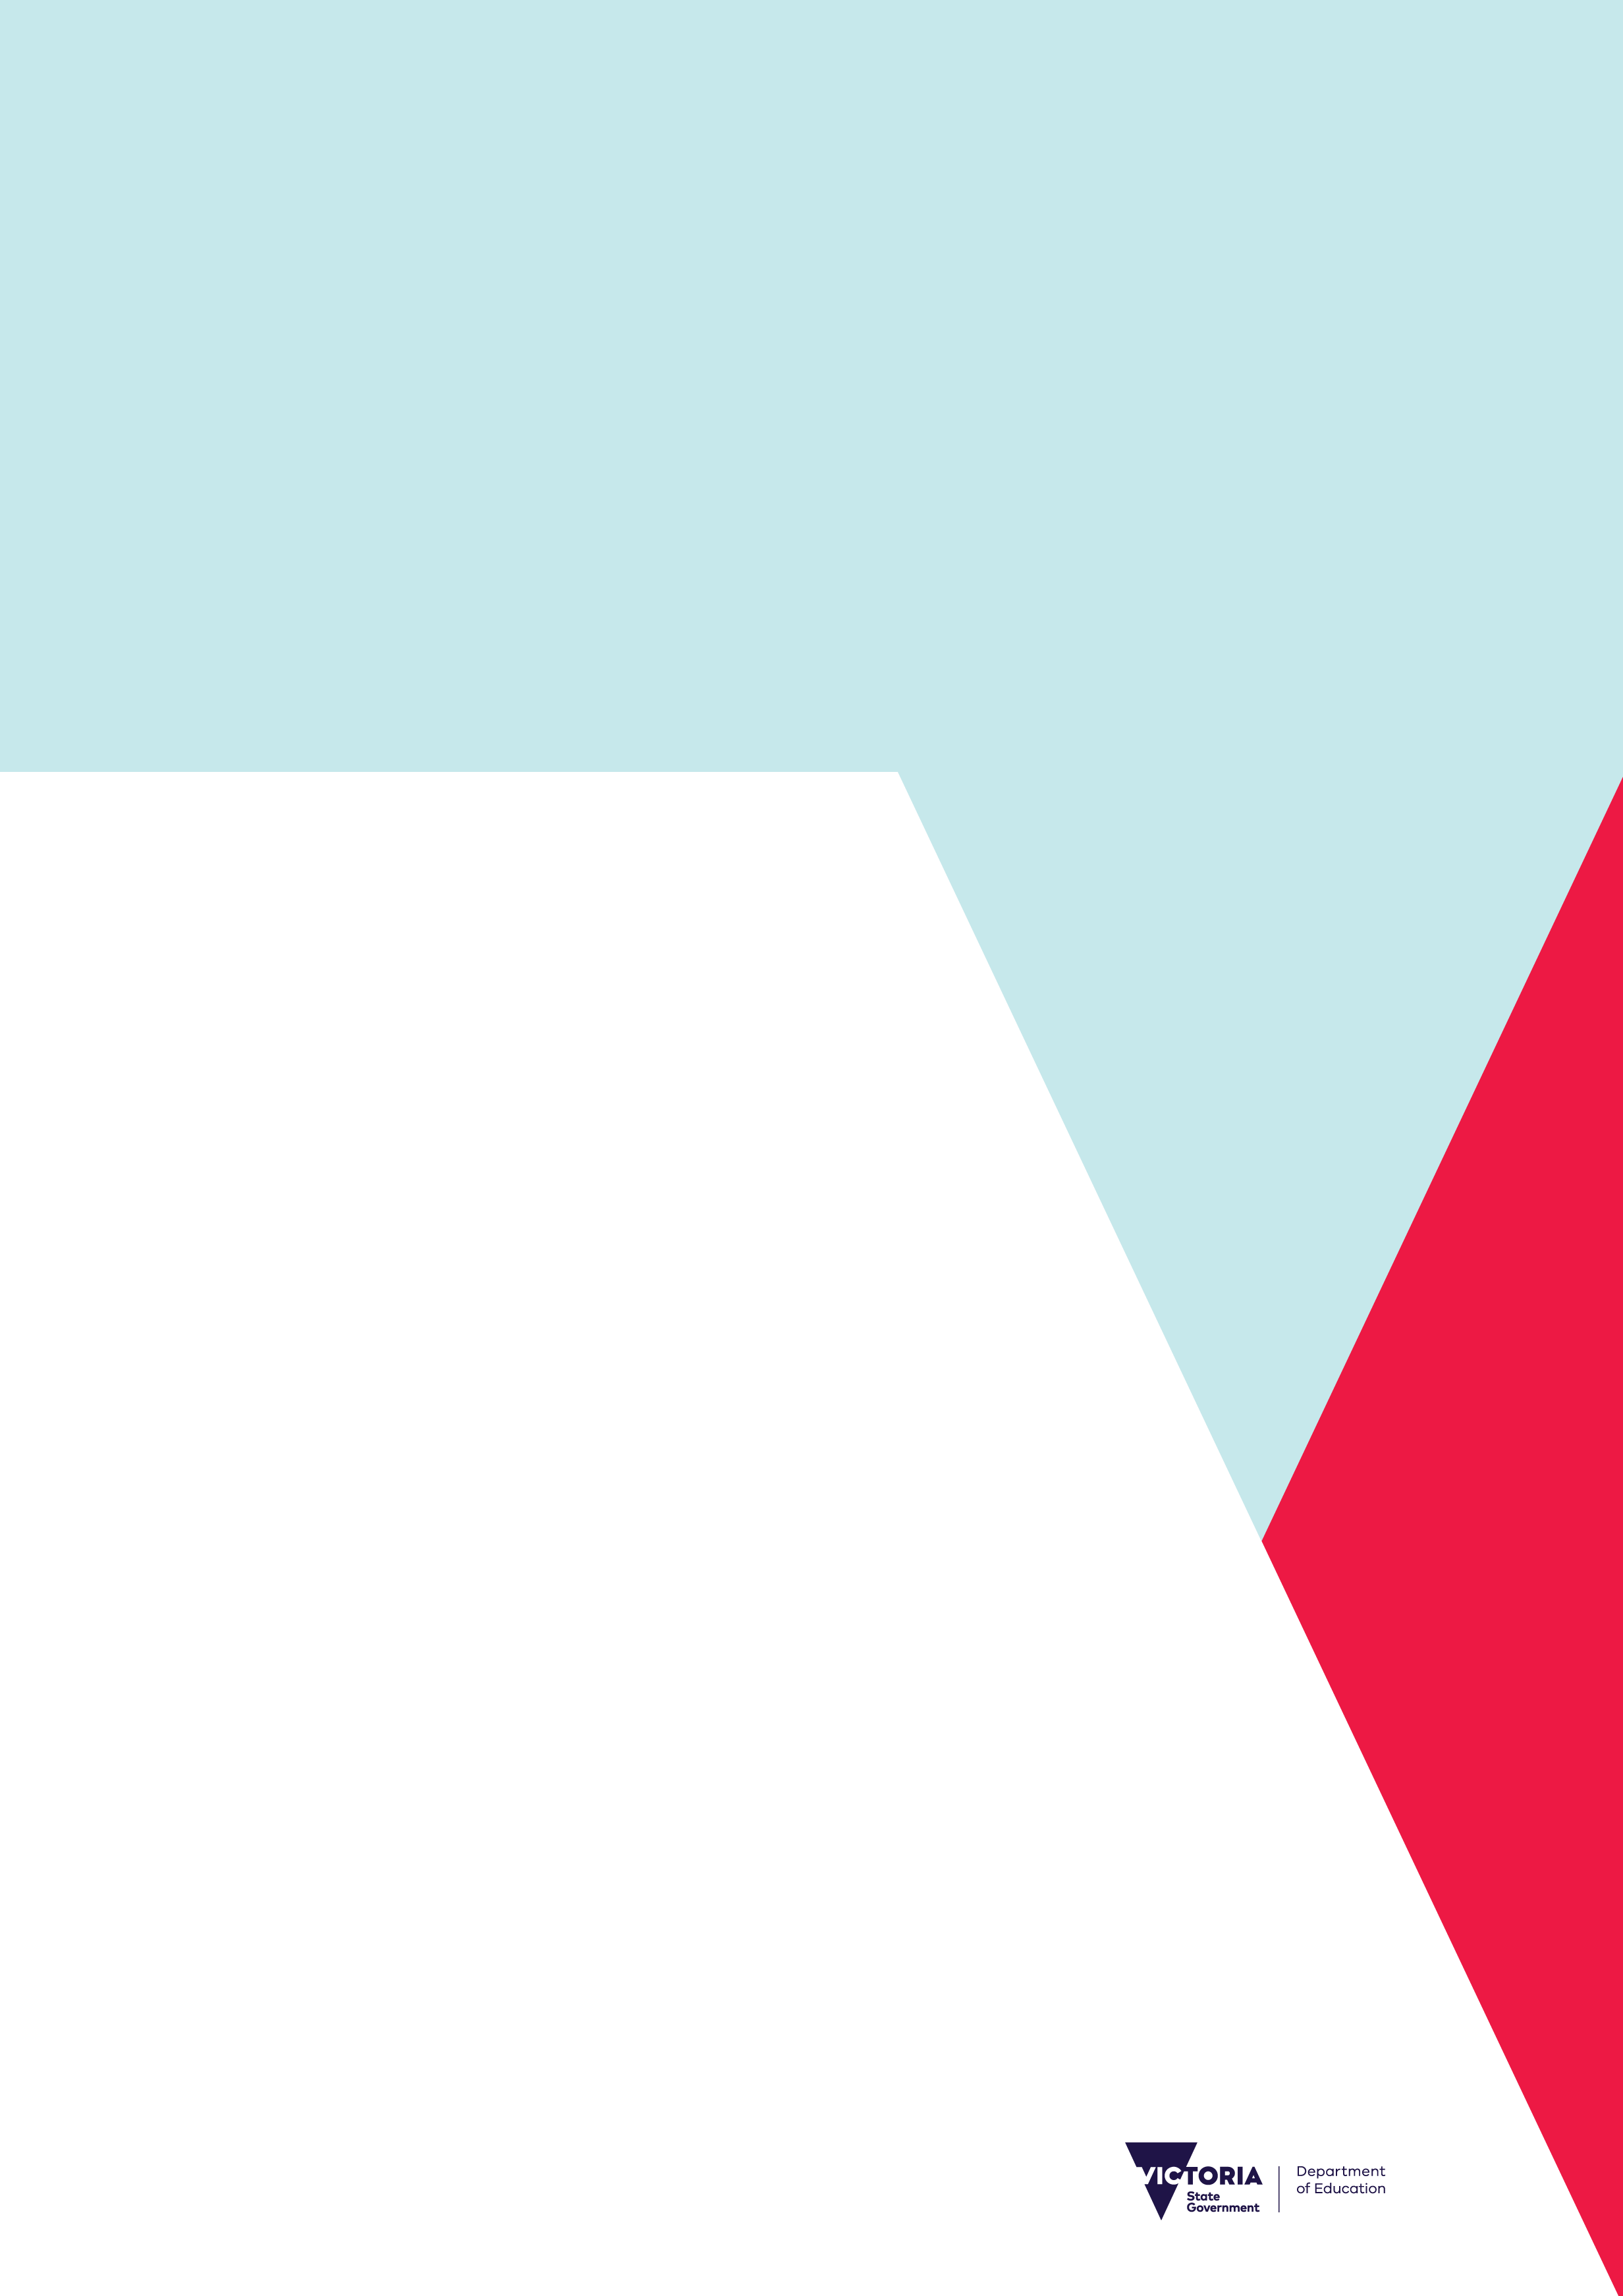 VICTORIA
State
Government
Department
of Education